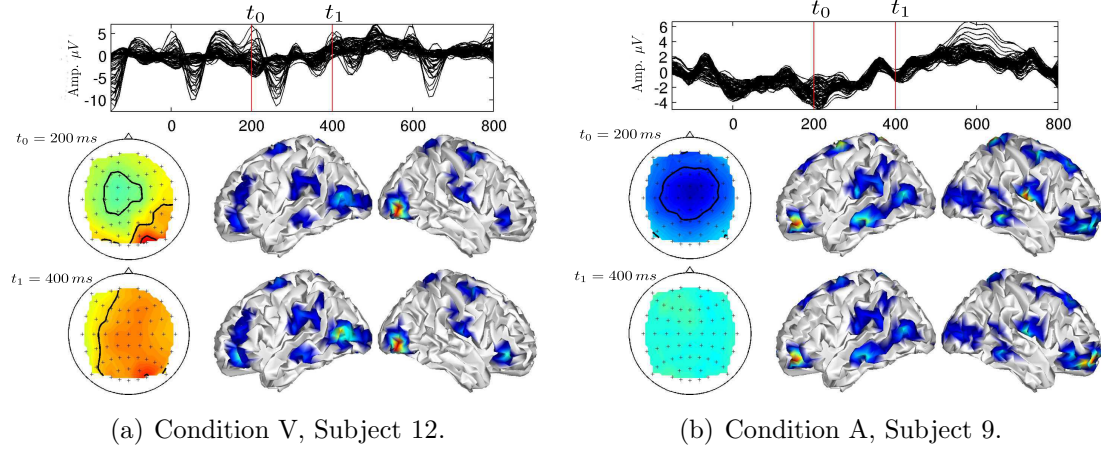 t₀ t₁
Amp. μV
5
0
-5
-10
0 200 400 600 800
t₀ = 200 ms
t₁ = 400 ms
(a) Condition V, Subject 12.
t₀ t₁
Amp. μV
6
4
2
0
-2
-4
0 200 400 600 800
t₀ = 200 ms
t₁ = 400 ms
(b) Condition A, Subject 9.